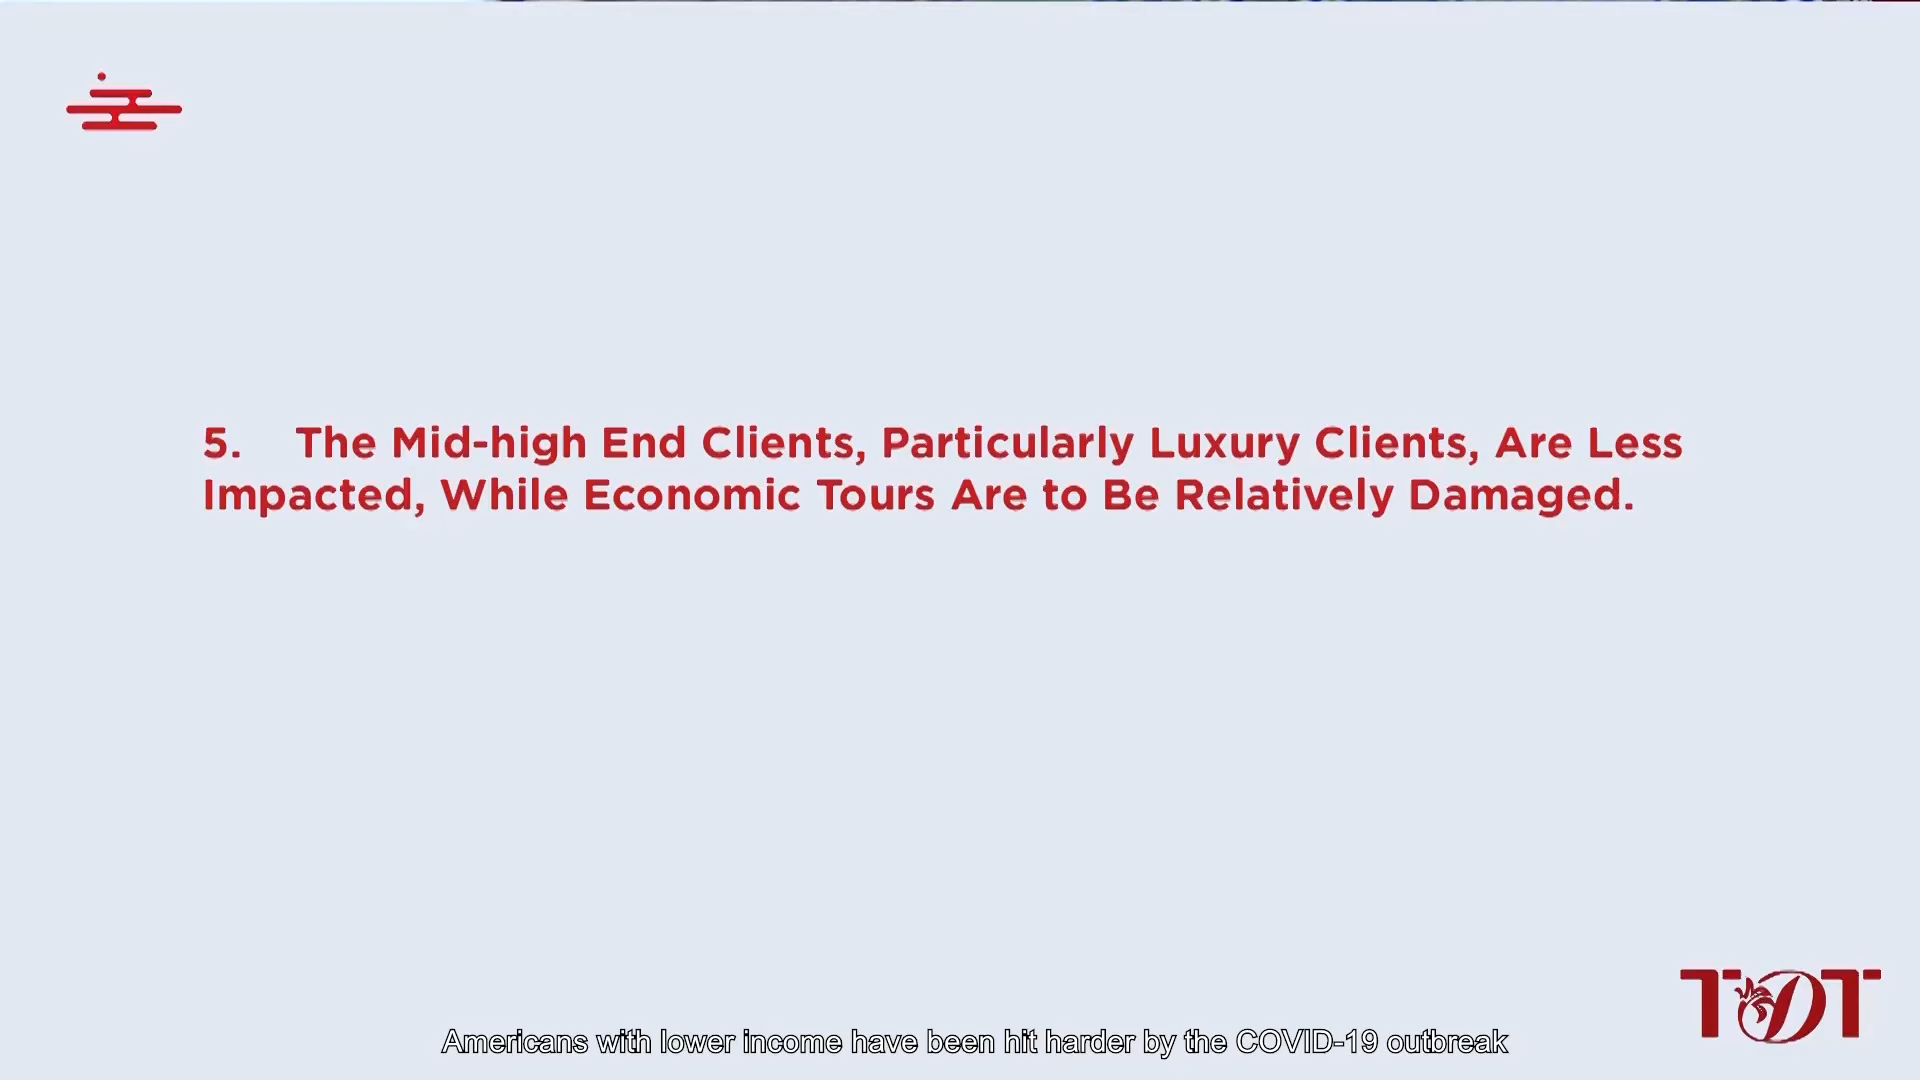 5. The Mid-high End Clients, Particularly Luxury Clients, Are Less
Impacted, While Economic Tours Are to Be Relatively Damaged.
TDT
Americans with lower income have been hit harder by the COVID-19 outbreak